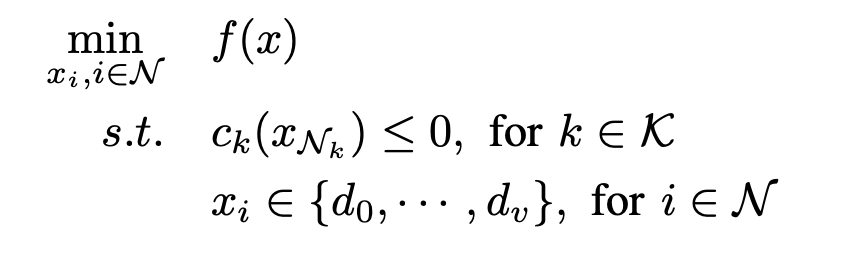 min f(x)
x_i, i∈𝒩
s.t. c_k(x_{𝒩_k}) ≤ 0, for k ∈ 𝒦
x_i ∈ {d_0, ⋯ , d_v}, for i ∈ 𝒩